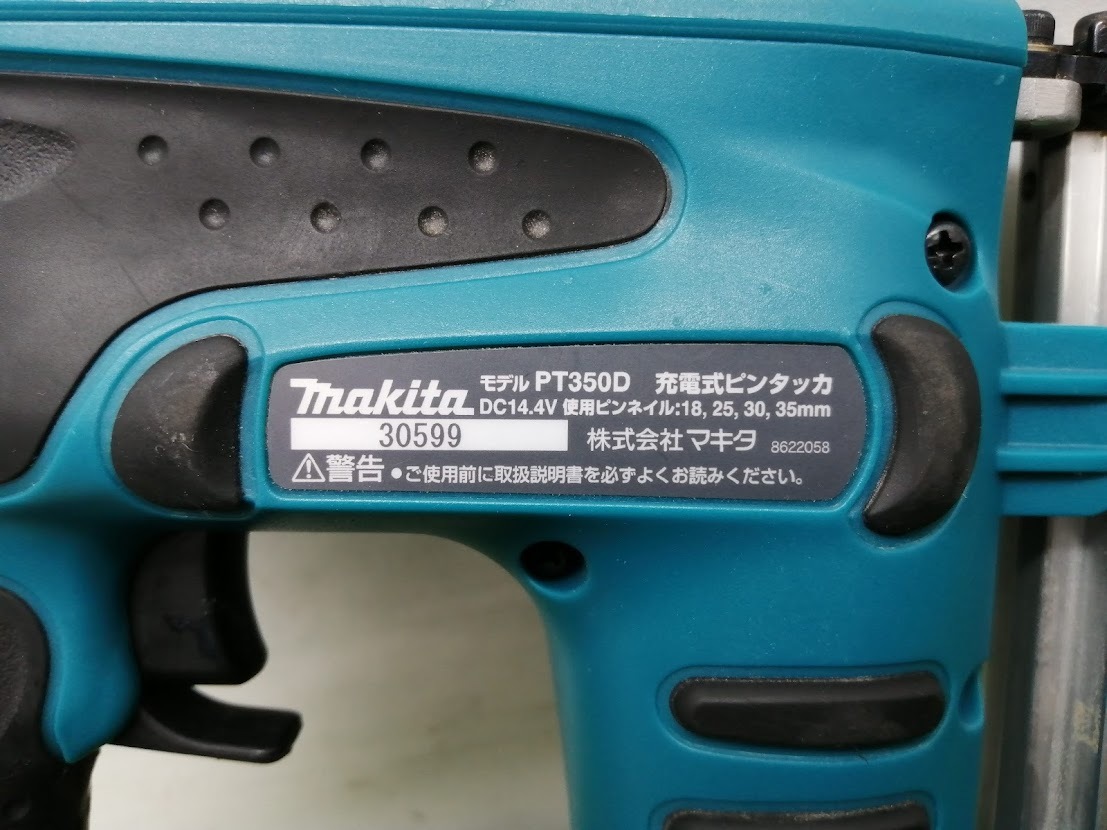 makita モデル PT350D 充電式ピンタッカ
DC14.4V 使用ピンネイル:18, 25, 30, 35mm
30599 株式会社マキタ 8622058
⚠警告 ●ご使用前に取扱説明書を必ずよくお読みください。